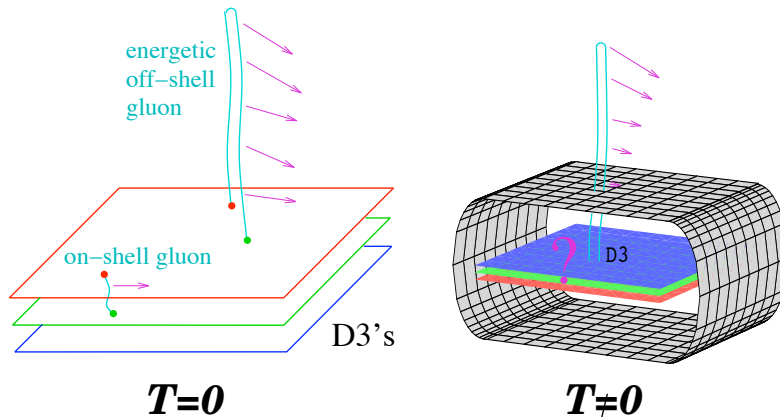 energetic
off−shell
gluon
on−shell gluon
D3's
T=0
D3
?
T≠0